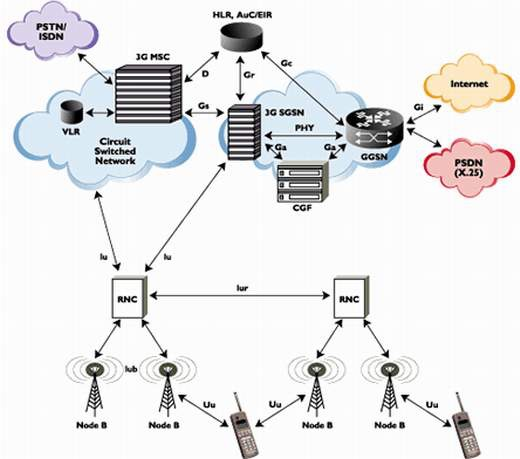 PSTN/
ISDN
HLR, AuC/EIR
3G MSC
D
Gr
Gc
Internet
VLR
Gs
3G SGSN
Gi
PHY
Circuit
Switched
Network
Ga
Ga
GGSN
PSDN
(X.25)
CGF
Iu
Iu
RNC
Iur
RNC
Iub
Node B
Node B
Uu
Uu
Node B
Node B
Uu